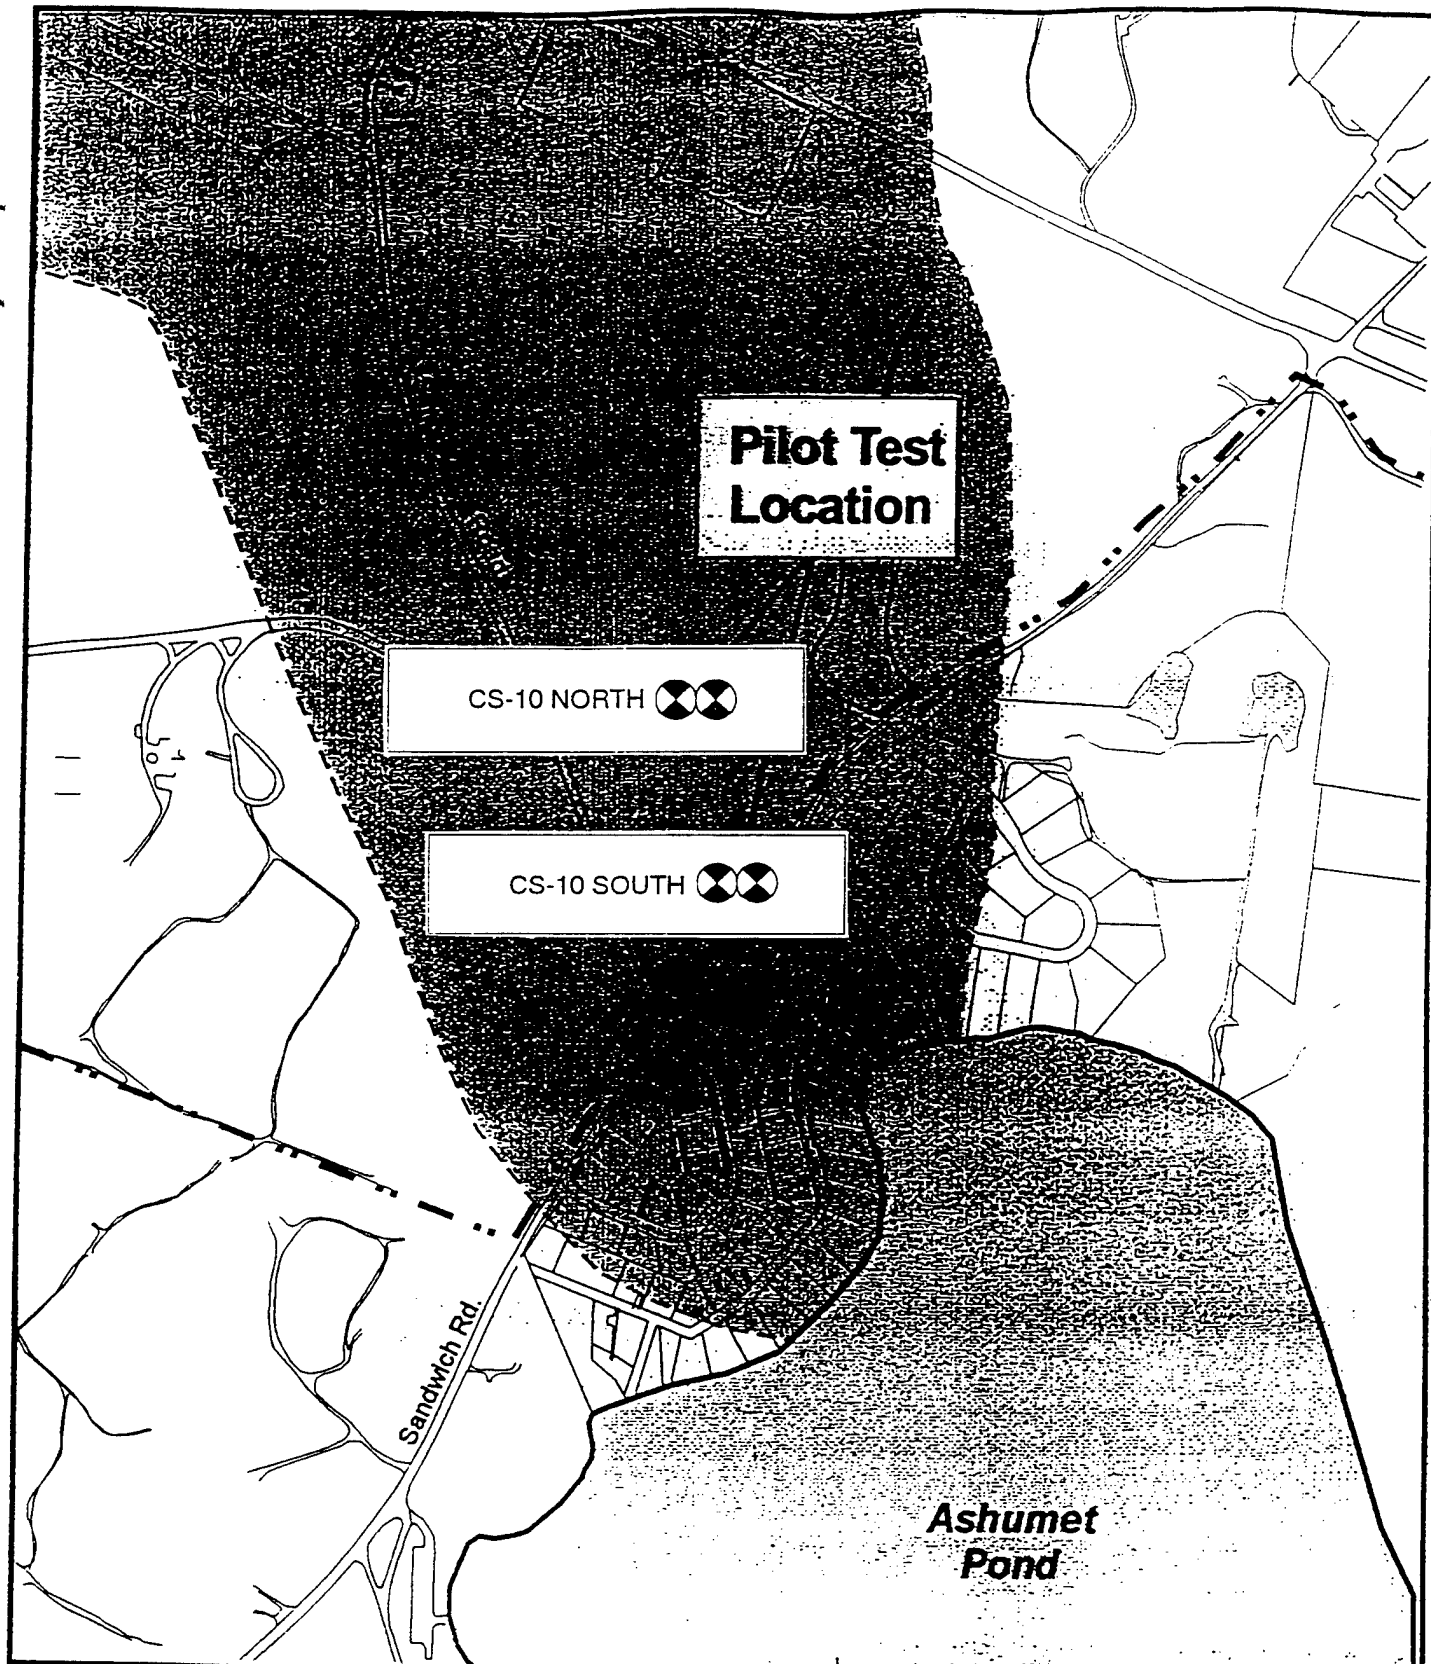 Pilot Test
Location
CS-10 NORTH
CS-10 SOUTH
Sandwich Rd.
Ashumet
Pond